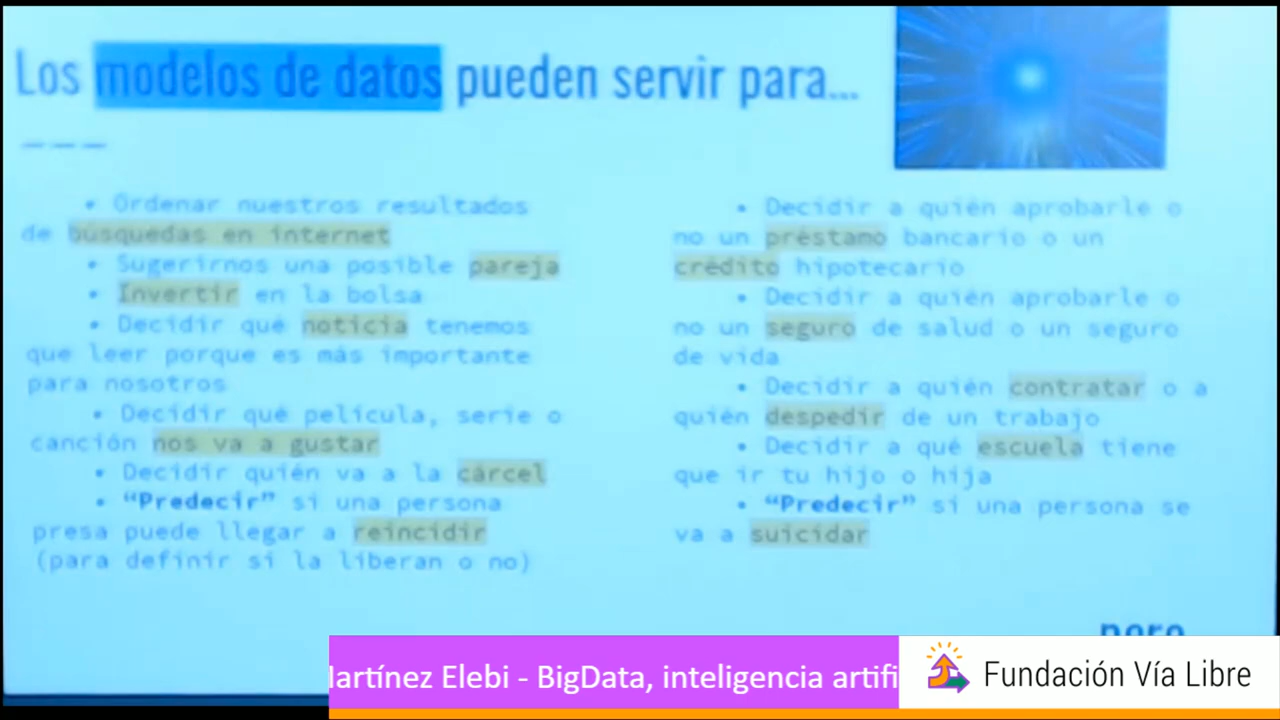 Los modelos de datos pueden servir para...
• Ordenar nuestros resultados
de búsquedas en internet
• Sugerirnos una posible pareja
• Invertir en la bolsa
• Decidir qué noticia tenemos
que leer porque es más importante
para nosotros
• Decidir qué película, serie o
canción nos va a gustar
• Decidir quién va a la cárcel
• “Predecir” si una persona
presa puede llegar a reincidir
(para definir si la liberan o no)
• Decidir a quién aprobarle o
no un préstamo bancario o un
crédito hipotecario
• Decidir a quién aprobarle o
no un seguro de salud o un seguro
de vida
• Decidir a quién contratar o a
quién despedir de un trabajo
• Decidir a qué escuela tiene
que ir tu hijo o hija
• “Predecir” si una persona se
va a suicidar
Martínez Elebi - BigData, inteligencia artifi
Fundación Vía Libre